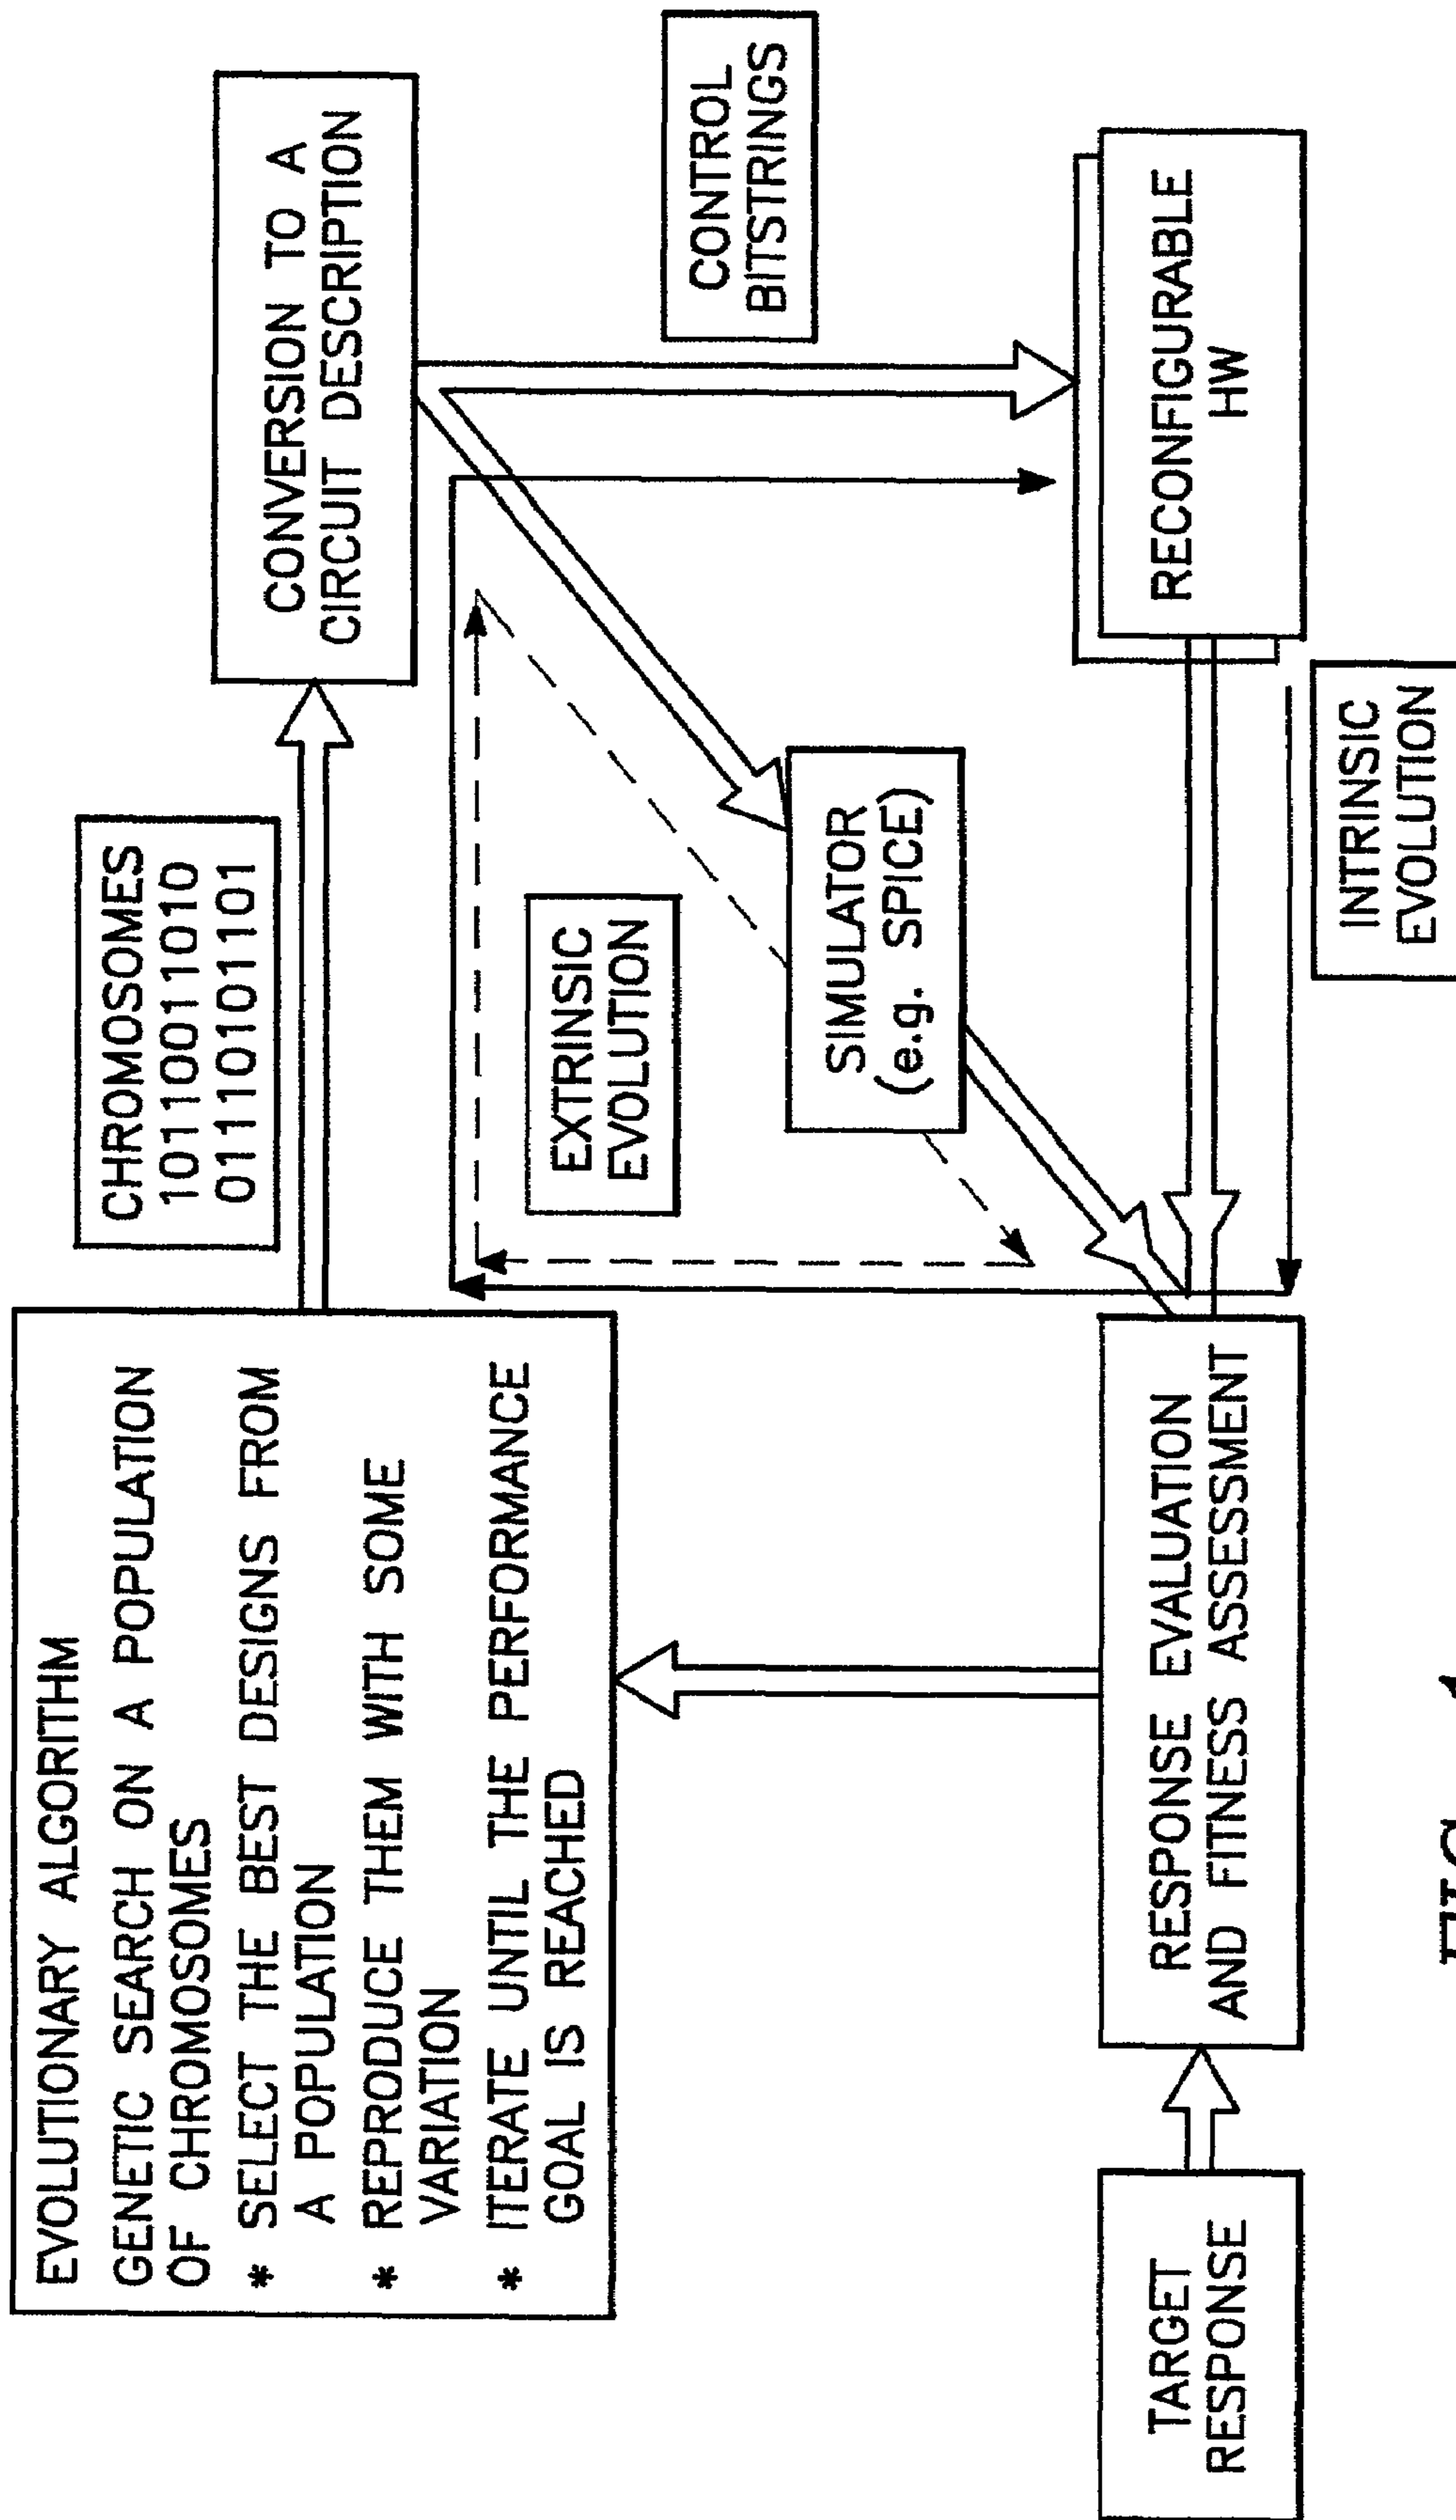 EVOLUTIONARY ALGORITHM
GENETIC SEARCH ON A POPULATION
OF CHROMOSOMES
* SELECT THE BEST DESIGNS FROM
A POPULATION
* REPRODUCE THEM WITH SOME
VARIATION
* ITERATE UNTIL THE PERFORMANCE
GOAL IS REACHED
CHROMOSOMES
10110011010
01110101101
CONVERSION TO A
CIRCUIT DESCRIPTION
EXTRINSIC
EVOLUTION
CONTROL
BITSTRINGS
SIMULATOR
(e.g. SPICE)
TARGET
RESPONSE
RESPONSE EVALUATION
AND FITNESS ASSESSMENT
RECONFIGURABLE
HW
INTRINSIC
EVOLUTION